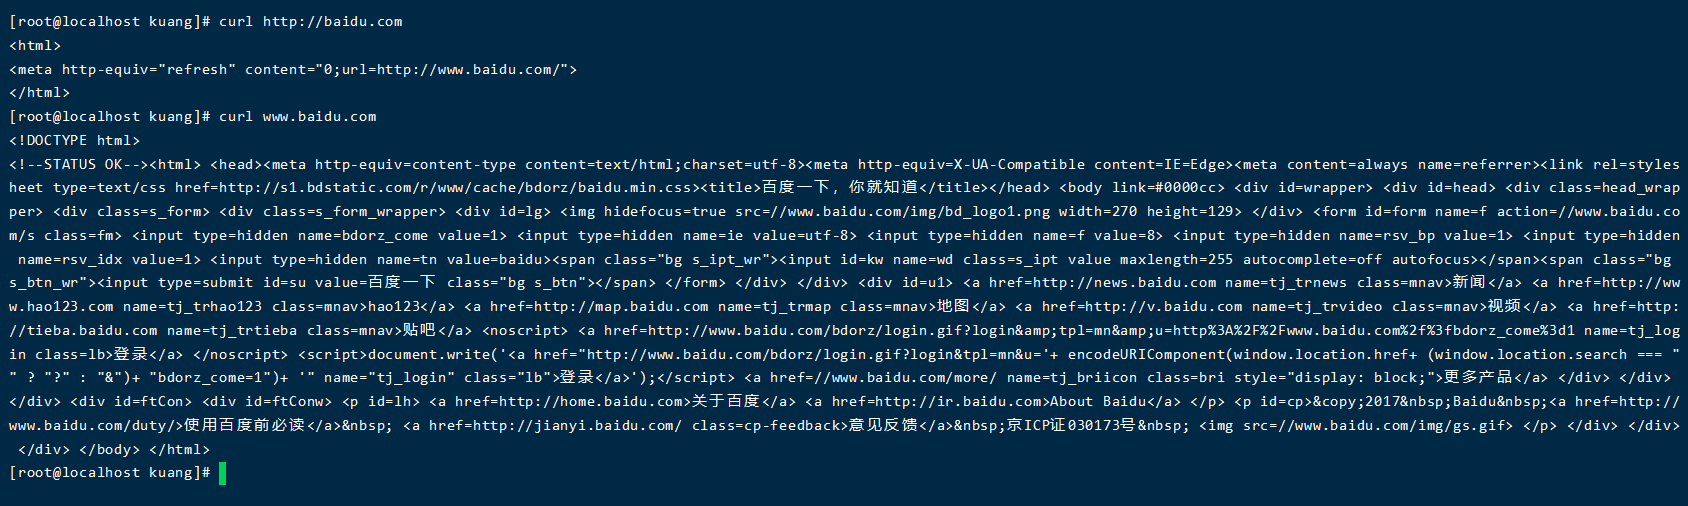 [root@localhost kuang]# curl http://baidu.com
<html>
<meta http-equiv="refresh" content="0;url=http://www.baidu.com/">
</html>
[root@localhost kuang]# curl www.baidu.com
<!DOCTYPE html>
<!--STATUS OK--><html> <head><meta http-equiv=content-type content=text/html;charset=utf-8><meta http-equiv=X-UA-Compatible content=IE=Edge><meta content=always name=referrer><link rel=styles
heet type=text/css href=http://s1.bdstatic.com/r/www/cache/bdorz/baidu.min.css><title>百度一下，你就知道</title></head> <body link=#0000cc> <div id=wrapper> <div id=head> <div class=head_wrap
per> <div class=s_form> <div class=s_form_wrapper> <div id=lg> <img hidefocus=true src=//www.baidu.com/img/bd_logo1.png width=270 height=129> </div> <form id=form name=f action=//www.baidu.co
m/s class=fm> <input type=hidden name=bdorz_come value=1> <input type=hidden name=ie value=utf-8> <input type=hidden name=f value=8> <input type=hidden name=rsv_bp value=1> <input type=hidden
 name=rsv_idx value=1> <input type=hidden name=tn value=baidu><span class="bg s_ipt_wr"><input id=kw name=wd class=s_ipt value maxlength=255 autocomplete=off autofocus></span><span class="bg 
s_btn_wr"><input type=submit id=su value=百度一下 class="bg s_btn"></span> </form> </div> </div> <div id=u1> <a href=http://news.baidu.com name=tj_trnews class=mnav>新闻</a> <a href=http://ww
w.hao123.com name=tj_trhao123 class=mnav>hao123</a> <a href=http://map.baidu.com name=tj_trmap class=mnav>地图</a> <a href=http://v.baidu.com name=tj_trvideo class=mnav>视频</a> <a href=http:
//tieba.baidu.com name=tj_trtieba class=mnav>贴吧</a> <noscript> <a href=http://www.baidu.com/bdorz/login.gif?login&amp;tpl=mn&amp;u=http%3A%2F%2Fwww.baidu.com%2f%3fbdorz_come%3d1 name=tj_log
in class=lb>登录</a> </noscript> <script>document.write('<a href="http://www.baidu.com/bdorz/login.gif?login&tpl=mn&u='+ encodeURIComponent(window.location.href+ (window.location.search === "
" ? "?" : "&")+ "bdorz_come=1")+ '" name="tj_login" class="lb">登录</a>');</script> <a href=//www.baidu.com/more/ name=tj_briicon class=bri style="display: block;">更多产品</a> </div> </div>
</div> <div id=ftCon> <div id=ftConw> <p id=lh> <a href=http://home.baidu.com>关于百度</a> <a href=http://ir.baidu.com>About Baidu</a> </p> <p id=cp>&copy;2017&nbsp;Baidu&nbsp;<a href=http://
www.baidu.com/duty/>使用百度前必读</a>&nbsp; <a href=http://jianyi.baidu.com/ class=cp-feedback>意见反馈</a>&nbsp;京ICP证030173号&nbsp; <img src=//www.baidu.com/img/gs.gif> </p> </div> </div>
 </div> </body> </html>
[root@localhost kuang]#